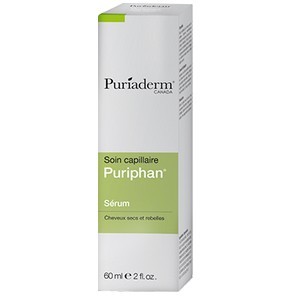 Puriaderm®
CANADA
Soin capillaire
Puriphan®
Sérum
Cheveux secs et rebelles
60 ml ℮ 2 fl. oz.